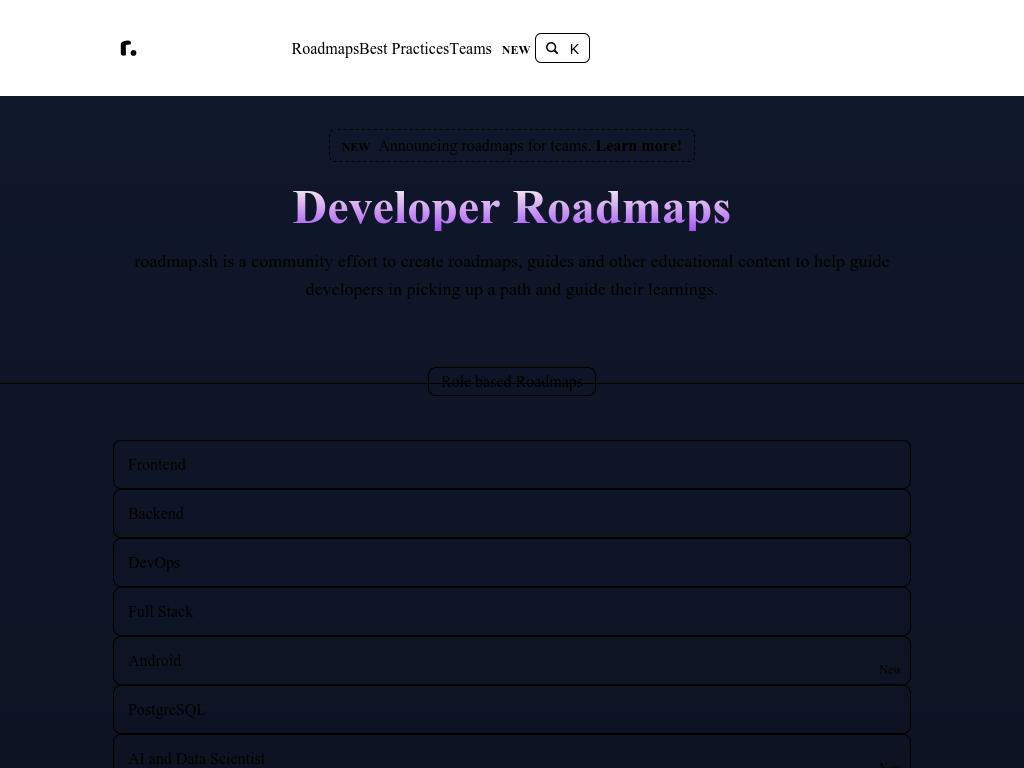 r.
RoadmapsBest PracticesTeams NEW K
NEW Announcing roadmaps for teams. Learn more!
Developer Roadmaps
roadmap.sh is a community effort to create roadmaps, guides and other educational content to help guide
developers in picking up a path and guide their learnings.
Role based Roadmaps
Frontend
Backend
DevOps
Full Stack
Android
New
PostgreSQL
AI and Data Scientist
New